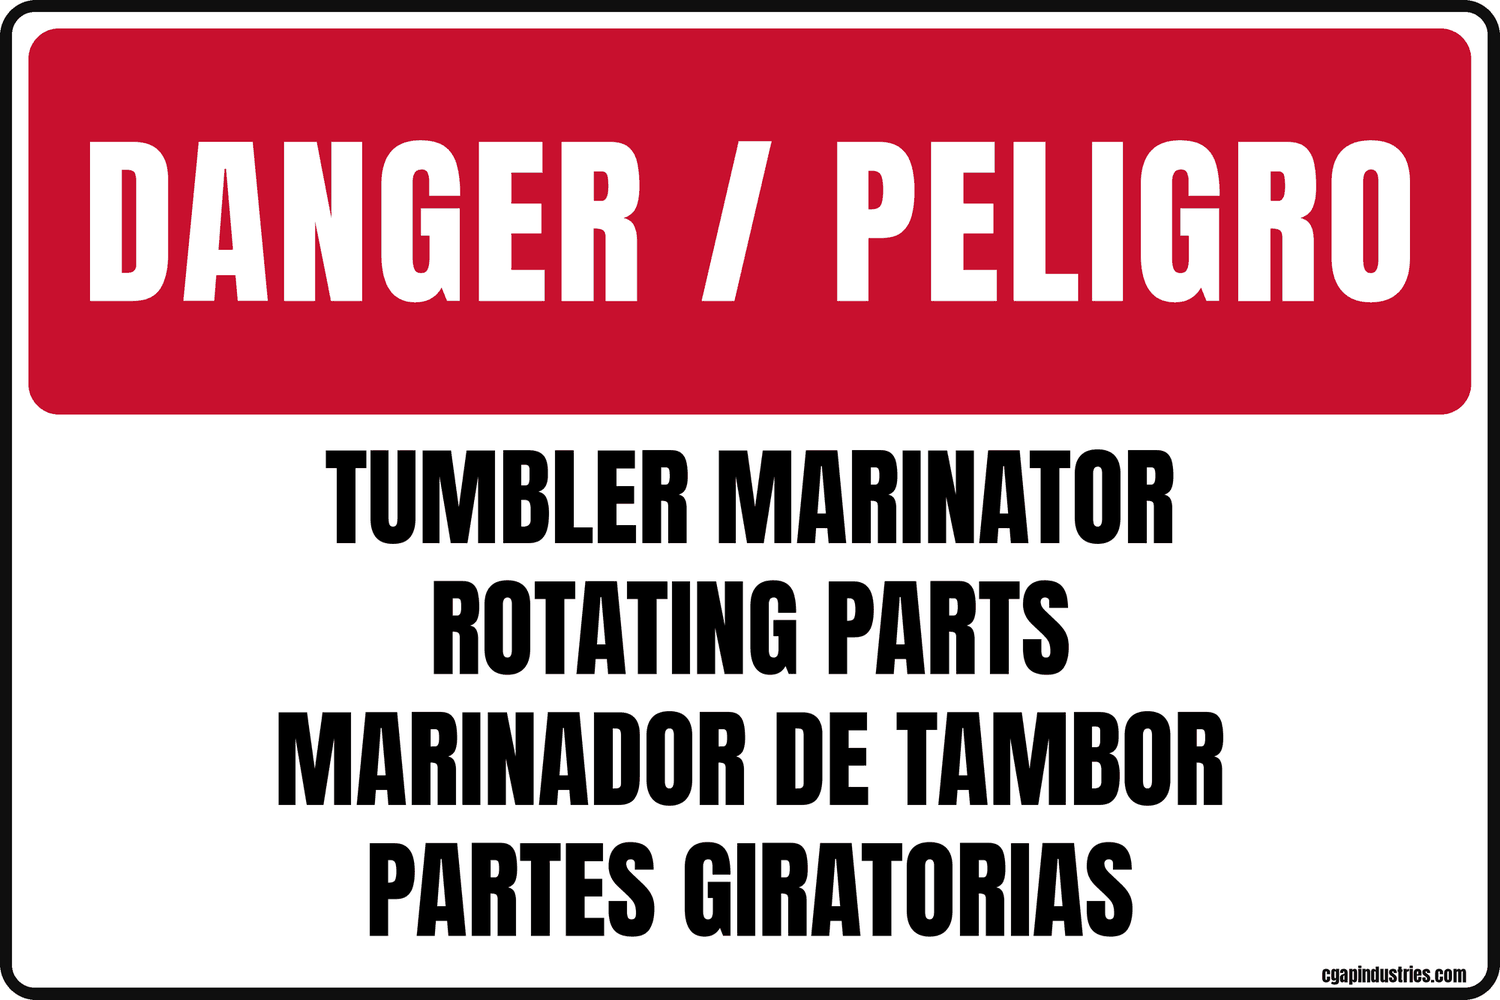 DANGER / PELIGRO
TUMBLER MARINATOR
ROTATING PARTS
MARINADOR DE TAMBOR
PARTES GIRATORIAS
cgapindustries.com